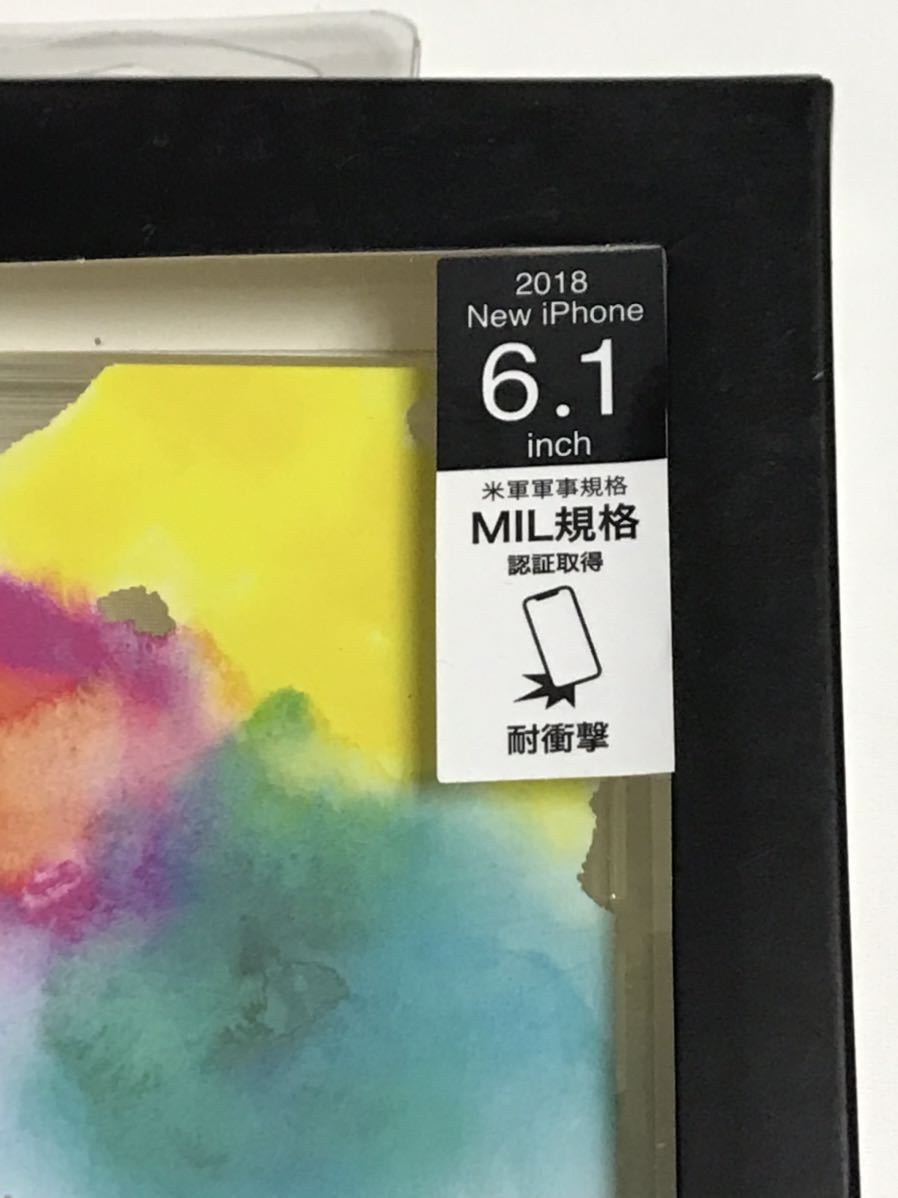 2018
New iPhone
6.1
inch
米軍軍事規格
MIL規格
認証取得
耐衝撃